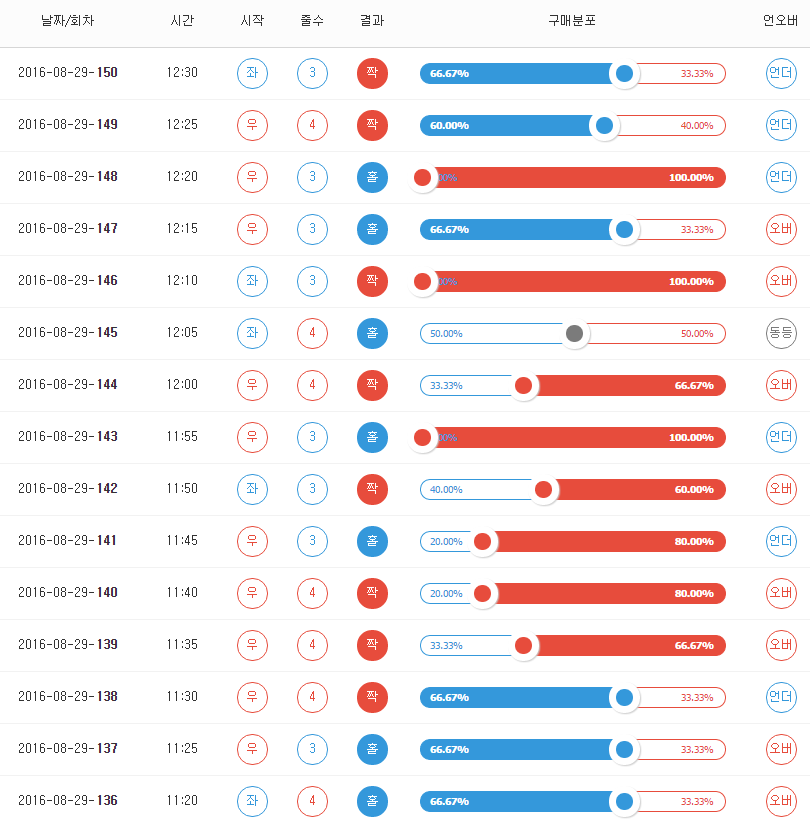 날짜/회차 시간 시작 줄수 결과 구매분포 언오버
2016-08-29-150 12:30 좌 3 짝 66.67% 33.33% 언더
2016-08-29-149 12:25 우 4 짝 60.00% 40.00% 언더
2016-08-29-148 12:20 우 3 홀 00% 100.00% 언더
2016-08-29-147 12:15 우 3 홀 66.67% 33.33% 오버
2016-08-29-146 12:10 좌 3 짝 00% 100.00% 오버
2016-08-29-145 12:05 좌 4 홀 50.00% 50.00% 동등
2016-08-29-144 12:00 우 4 짝 33.33% 66.67% 오버
2016-08-29-143 11:55 우 3 홀 00% 100.00% 언더
2016-08-29-142 11:50 좌 3 짝 40.00% 60.00% 오버
2016-08-29-141 11:45 우 3 홀 20.00% 80.00% 언더
2016-08-29-140 11:40 우 4 짝 20.00% 80.00% 오버
2016-08-29-139 11:35 우 4 짝 33.33% 66.67% 오버
2016-08-29-138 11:30 우 4 짝 66.67% 33.33% 언더
2016-08-29-137 11:25 우 3 홀 66.67% 33.33% 오버
2016-08-29-136 11:20 좌 4 홀 66.67% 33.33% 오버